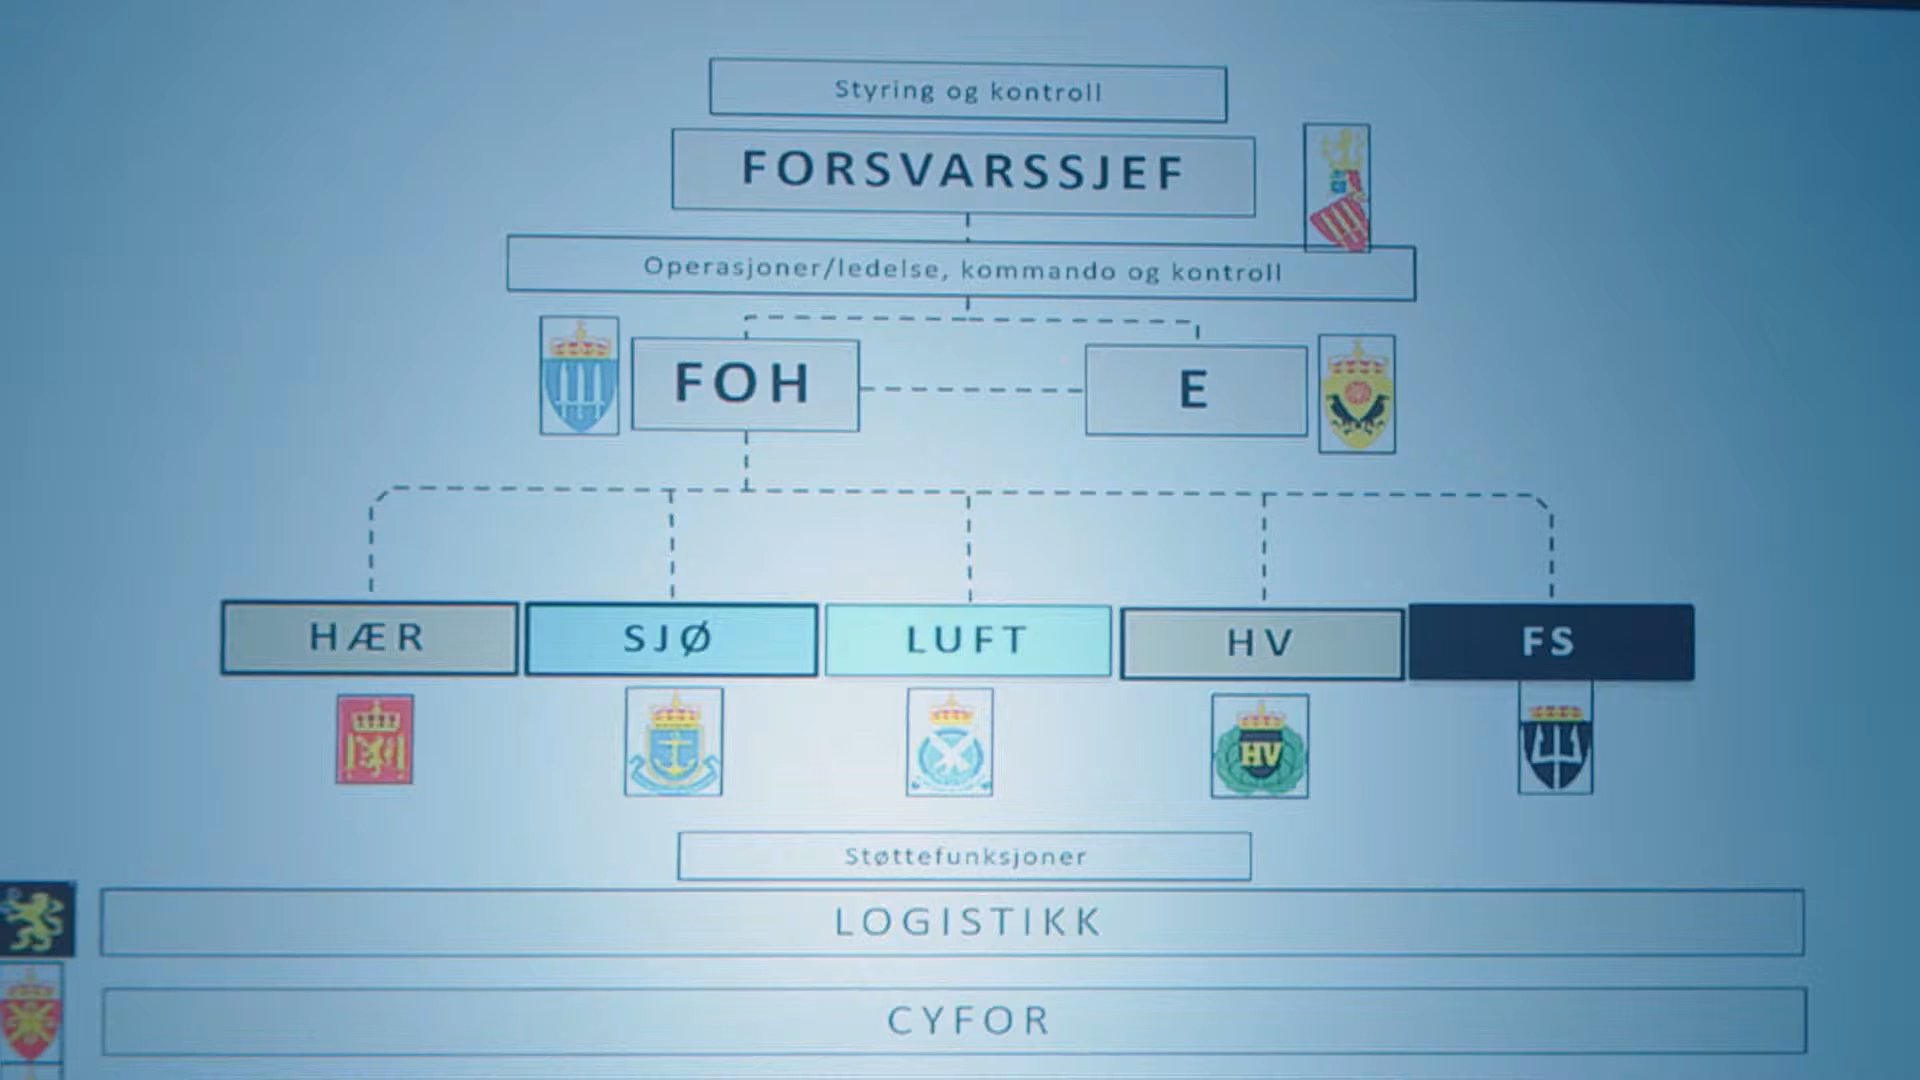 Styring og kontroll
FORSVARSSJEF
Operasjoner/ledelse, kommando og kontroll
FOH
E
HÆR
SJØ
LUFT
HV
FS
HV
Støttefunksjoner
LOGISTIKK
CYFOR